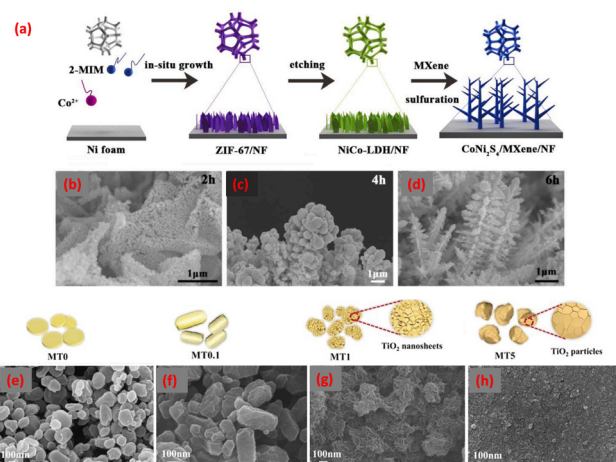 (a)
2-MIM
in-situ growth
etching
MXene
Co²⁺
sulfuration
Ni foam
ZIF-67/NF
NiCo-LDH/NF
CoNi₂S₄/MXene/NF
(b)
2h
(c)
4h
(d)
6h
1μm
1μm
1μm
MT0
MT0.1
MT1
TiO₂ nanosheets
MT5
TiO₂ particles
(e)
(f)
(g)
(h)
100nm
100nm
100nm
100nm